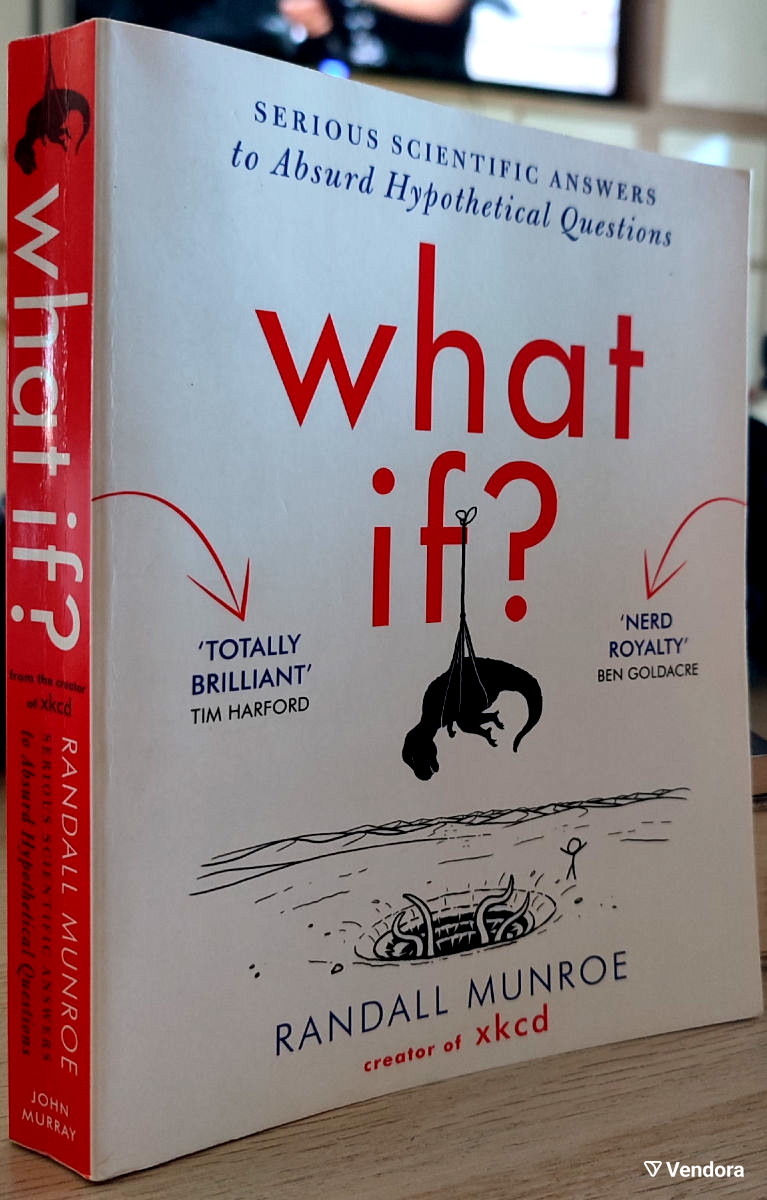 SERIOUS SCIENTIFIC ANSWERS
to Absurd Hypothetical Questions
what
if?
‘TOTALLY
BRILLIANT’
TIM HARFORD
‘NERD
ROYALTY’
BEN GOLDACRE
RANDALL MUNROE
creator of xkcd
what if?
from the creator
of xkcd
RANDALL MUNROE
SERIOUS SCIENTIFIC ANSWERS
to Absurd Hypothetical Questions
JOHN
MURRAY
Vendora